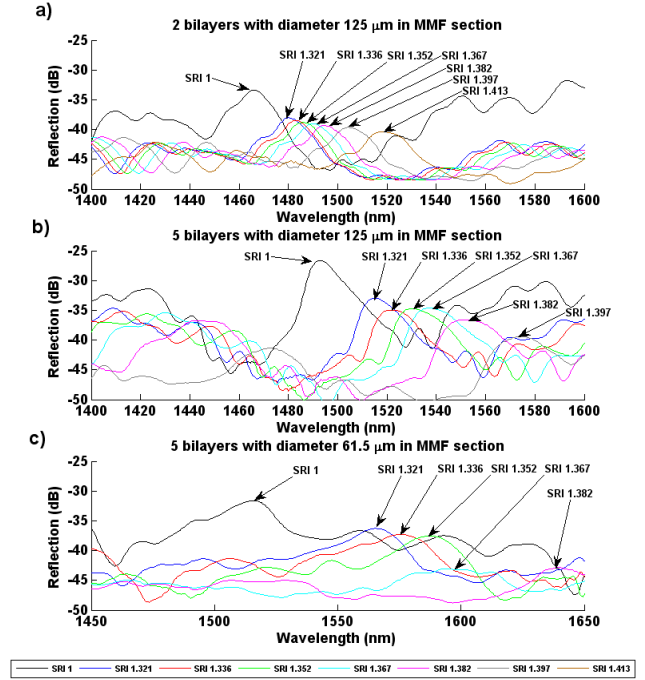 a)
2 bilayers with diameter 125 μm in MMF section
SRI 1
SRI 1.321
SRI 1.336
SRI 1.352
SRI 1.367
SRI 1.382
SRI 1.397
SRI 1.413
Reflection (dB)
-25
-30
-35
-40
-45
-50
1400 1420 1440 1460 1480 1500 1520 1540 1560 1580 1600
Wavelength (nm)
b)
5 bilayers with diameter 125 μm in MMF section
SRI 1
SRI 1.321
SRI 1.336
SRI 1.352
SRI 1.367
SRI 1.382
SRI 1.397
Reflection (dB)
-25
-30
-35
-40
-45
-50
1400 1420 1440 1460 1480 1500 1520 1540 1560 1580 1600
Wavelength (nm)
c)
5 bilayers with diameter 61.5 μm in MMF section
SRI 1
SRI 1.321
SRI 1.336
SRI 1.352
SRI 1.367
SRI 1.382
Reflection (dB)
-25
-30
-35
-40
-45
-50
1450 1500 1550 1600 1650
Wavelength (nm)
SRI 1 SRI 1.321 SRI 1.336 SRI 1.352 SRI 1.367 SRI 1.382 SRI 1.397 SRI 1.413